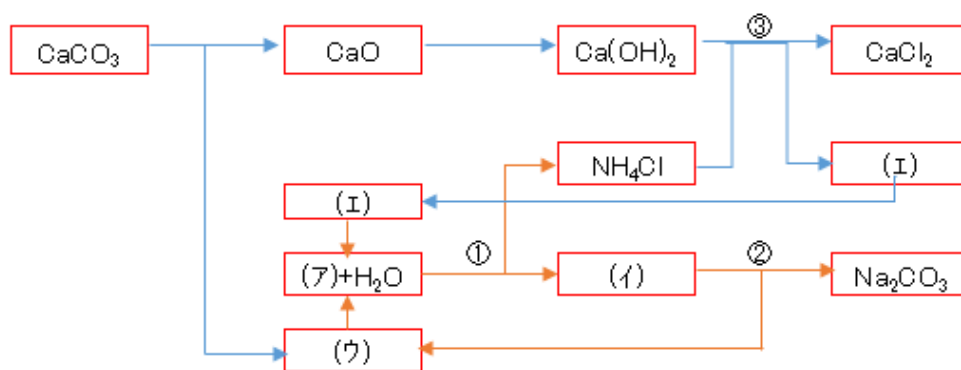 ③
CaCO₃ CaO Ca(OH)₂ CaCl₂
NH₄Cl (ｴ)
(ｴ)
① ②
(ア)+H₂O (ｲ) Na₂CO₃
(ウ)